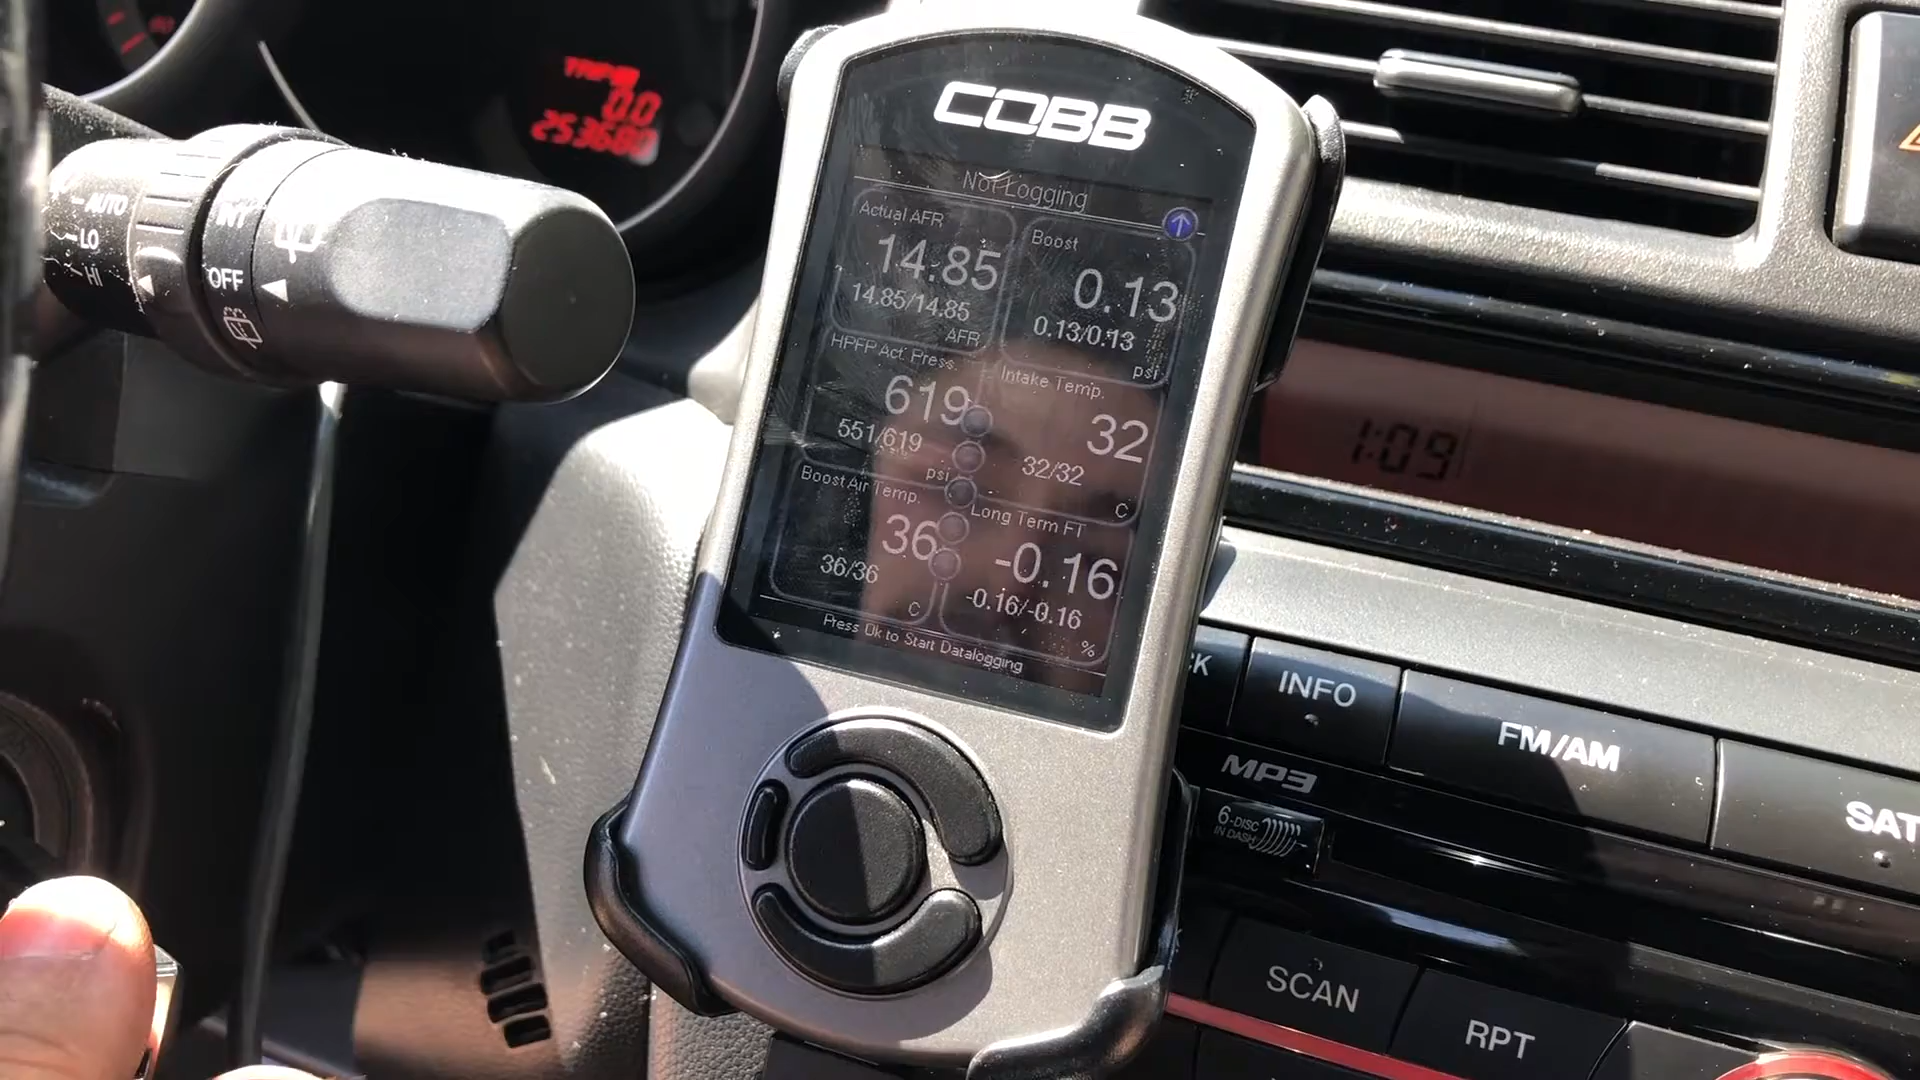 TRIP
0.0
253680
AUTO
LO
HI
INT
OFF
COBB
Not Logging
Actual AFR
14.85
14.85/14.85
AFR
Boost
0.13
0.13/0.13
psi
HPFP Act. Press.
619
551/619
psi
Intake Temp.
32
32/32
C
Boost Air Temp.
36
36/36
C
Long Term FT
-0.16
-0.16/-0.16
%
Press Ok to Start Datalogging
1:09
INFO
FM/AM
SAT
MP3
6-DISC
IN DASH
SCAN
RPT